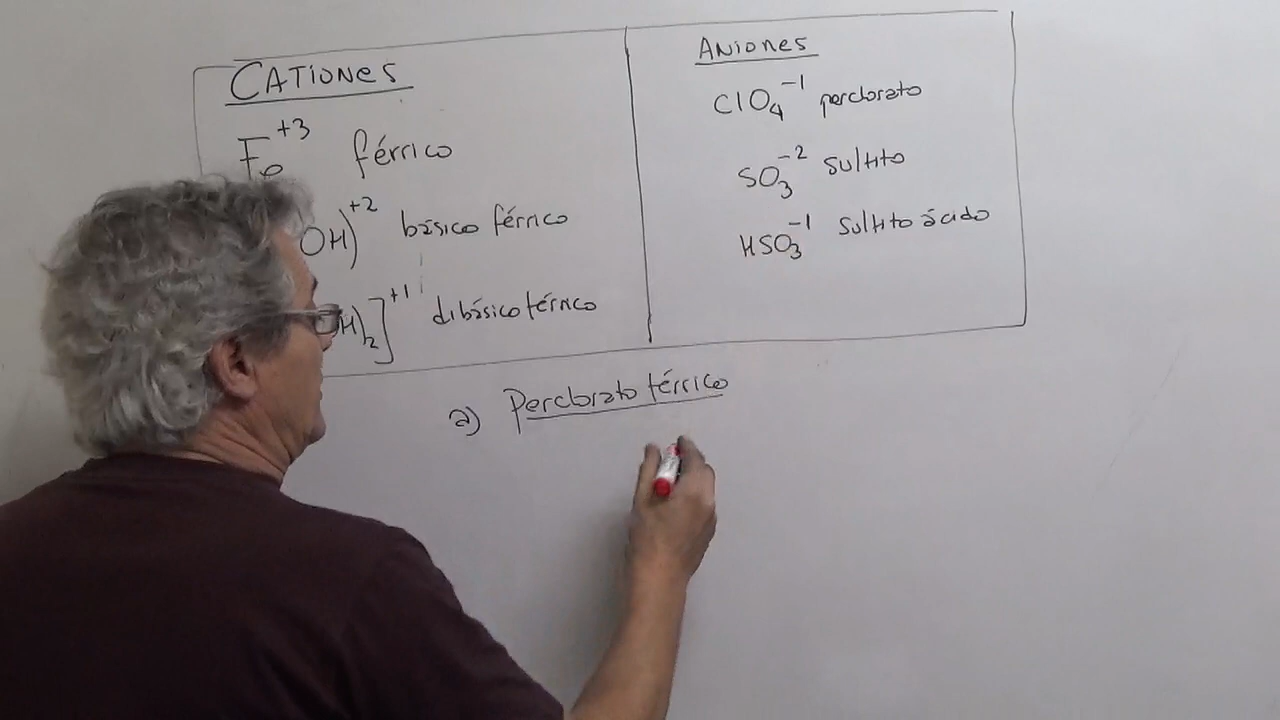 CATIONES
Fe+3 férrico
OH)+2 básico férrico
H)2]+1 dibásico férrico
ANIONES
ClO4-1 perclorato
SO3-2 sulfito
HSO3-1 sulfito ácido
a) Perclorato férrico